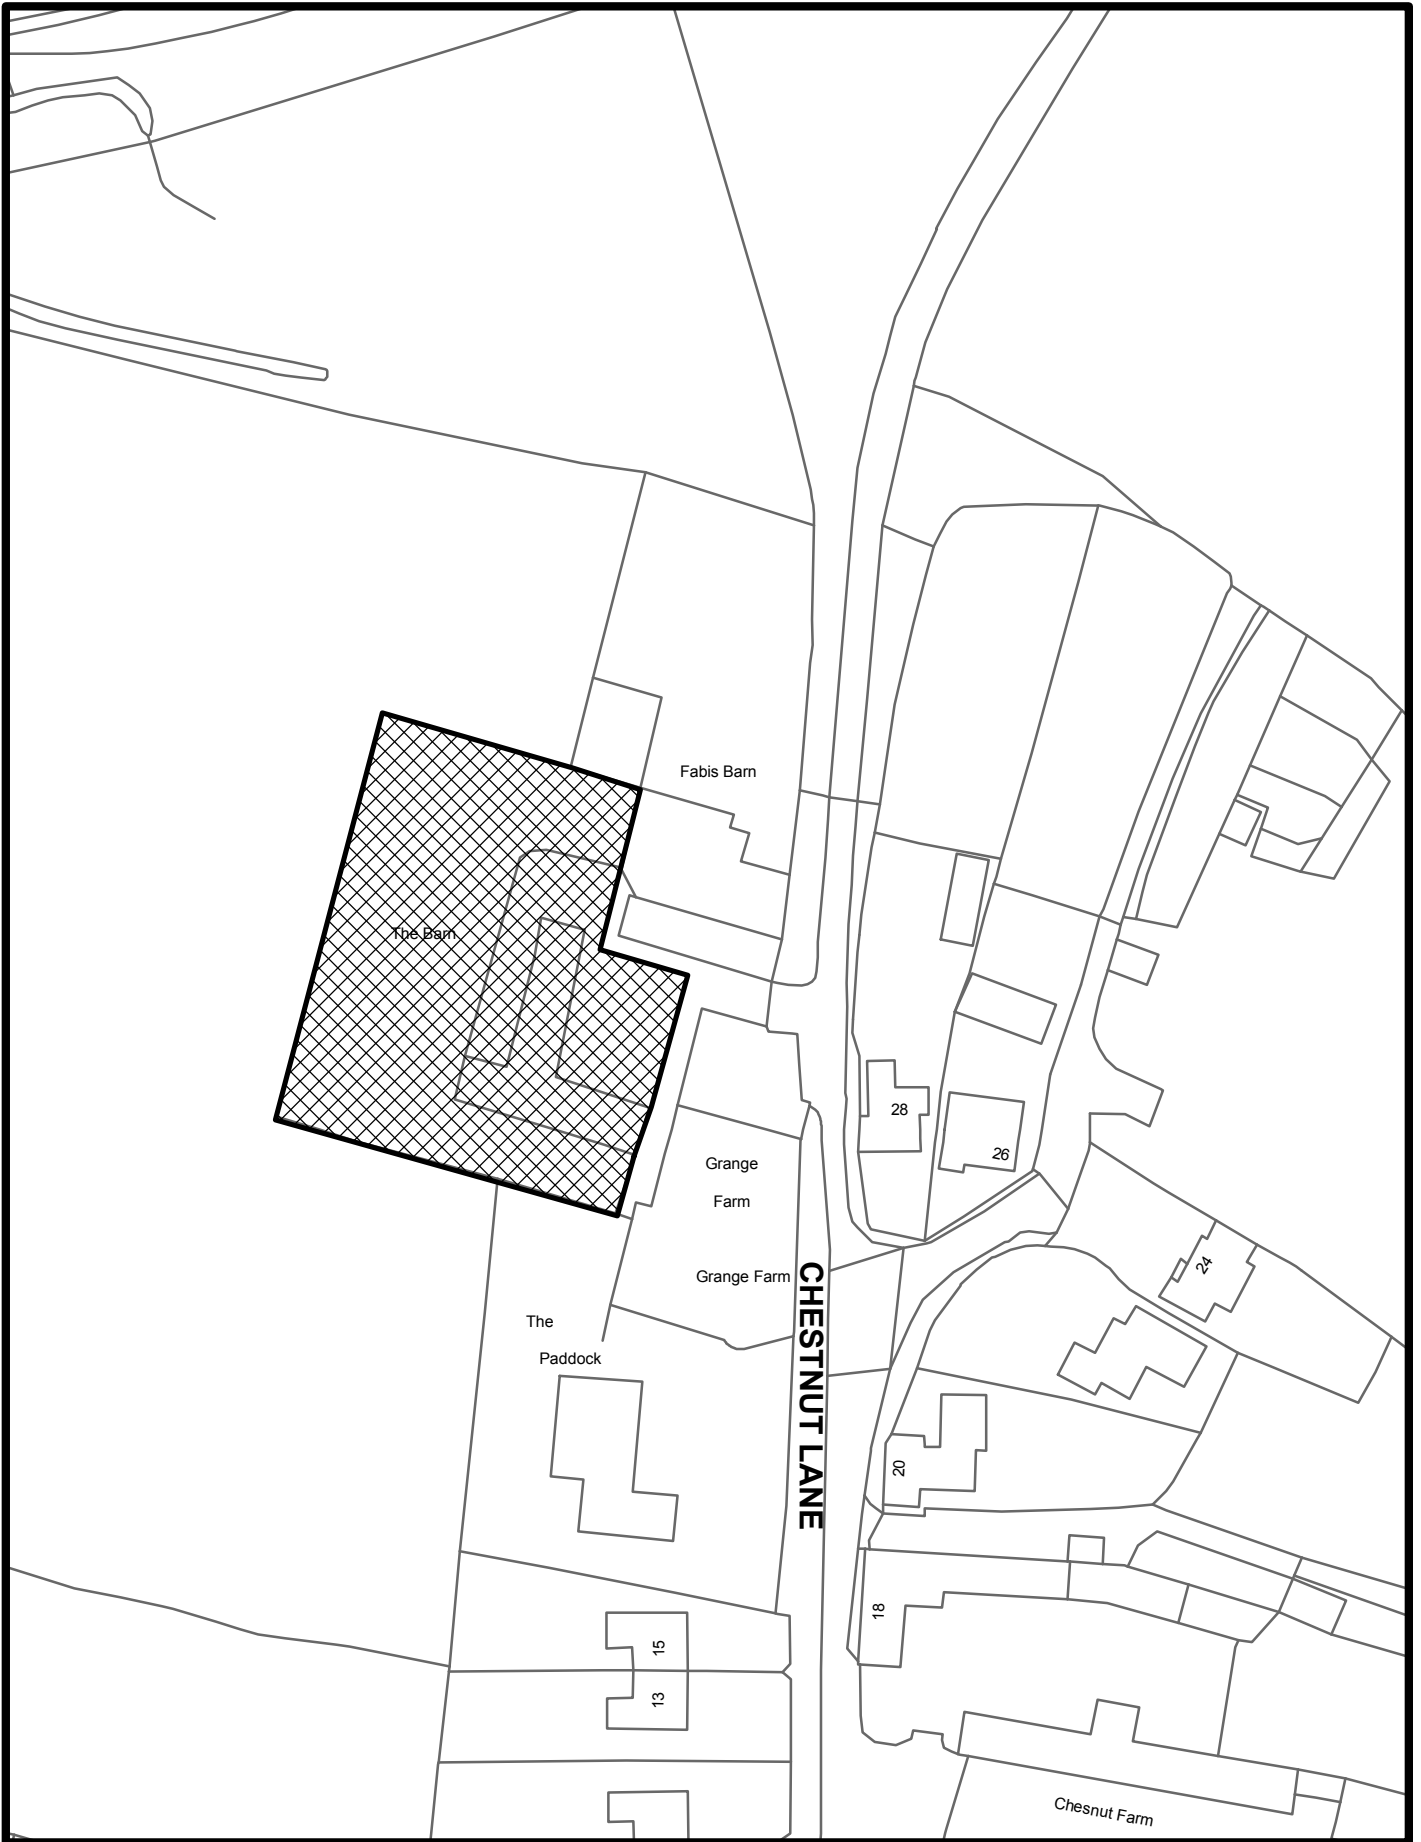 Fabis Barn
The Barn
28
26
Grange
Farm
24
Grange Farm
CHESTNUT LANE
The
Paddock
20
18
15
13
Chesnut Farm